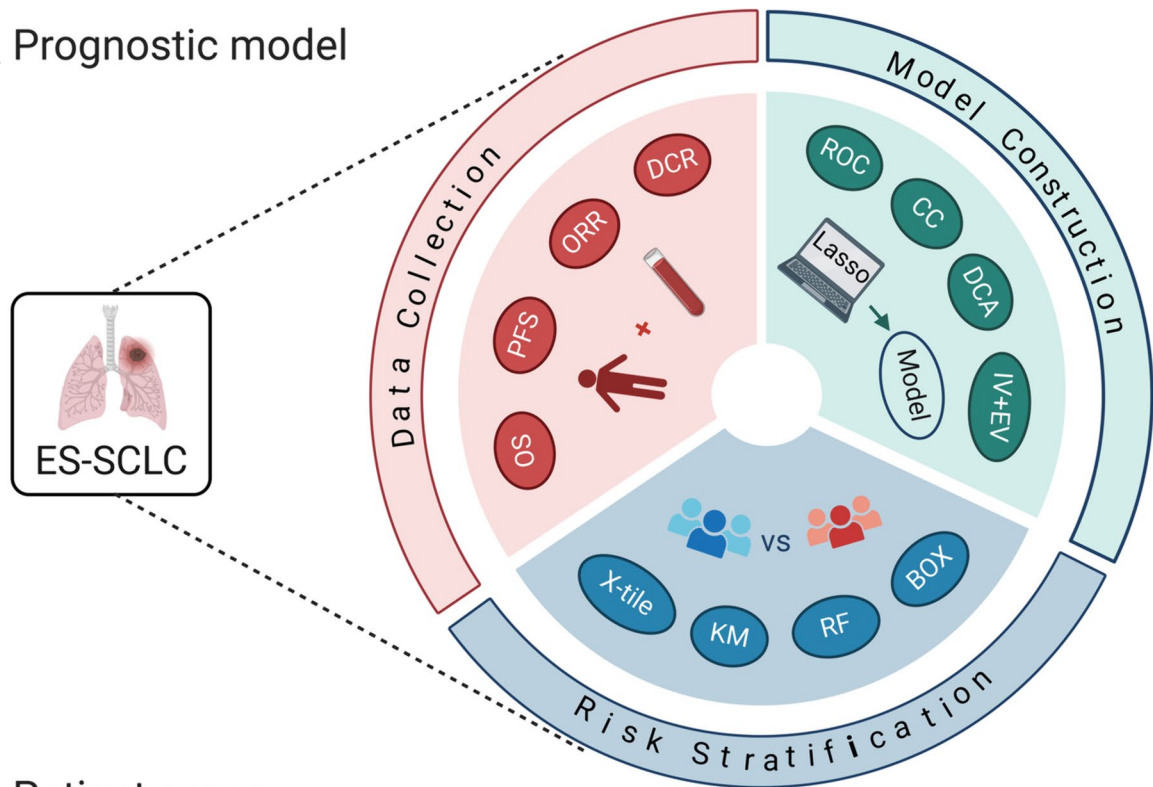 Prognostic model
ES-SCLC
Data Collection
DCR
ORR
PFS
OS
+
Model Construction
ROC
CC
DCA
IV+EV
Lasso
Model
Risk Stratification
vs
X-tile
KM
RF
BOX